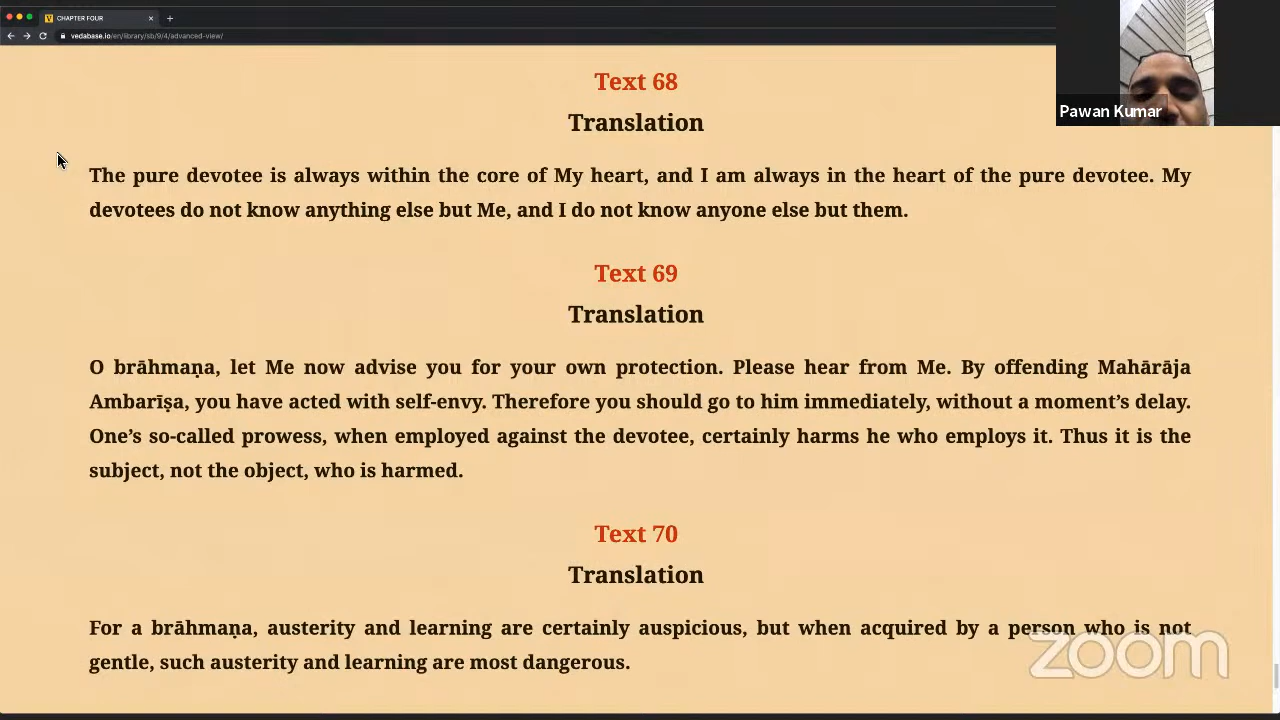 CHAPTER FOUR
vedabase.io/en/library/sb/9/4/advanced-view/
Pawan Kumar
Text 68
Translation
The pure devotee is always within the core of My heart, and I am always in the heart of the pure devotee. My
devotees do not know anything else but Me, and I do not know anyone else but them.
Text 69
Translation
O brāhmaṇa, let Me now advise you for your own protection. Please hear from Me. By offending Mahārāja
Ambarīṣa, you have acted with self-envy. Therefore you should go to him immediately, without a moment’s delay.
One’s so-called prowess, when employed against the devotee, certainly harms he who employs it. Thus it is the
subject, not the object, who is harmed.
Text 70
Translation
For a brāhmaṇa, austerity and learning are certainly auspicious, but when acquired by a person who is not
gentle, such austerity and learning are most dangerous.
zoom